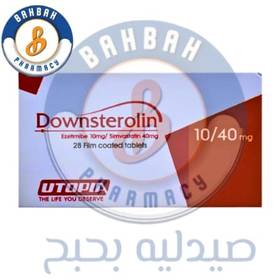 BAHBAH
PHARMACY
Downsterolin
Ezetimibe 10mg/ Simvastatin 40mg
28 Film coated tablets
10/40 mg
UTOPIA
THE LIFE YOU DESERVE
PHARMACY
صيدليه بحبح